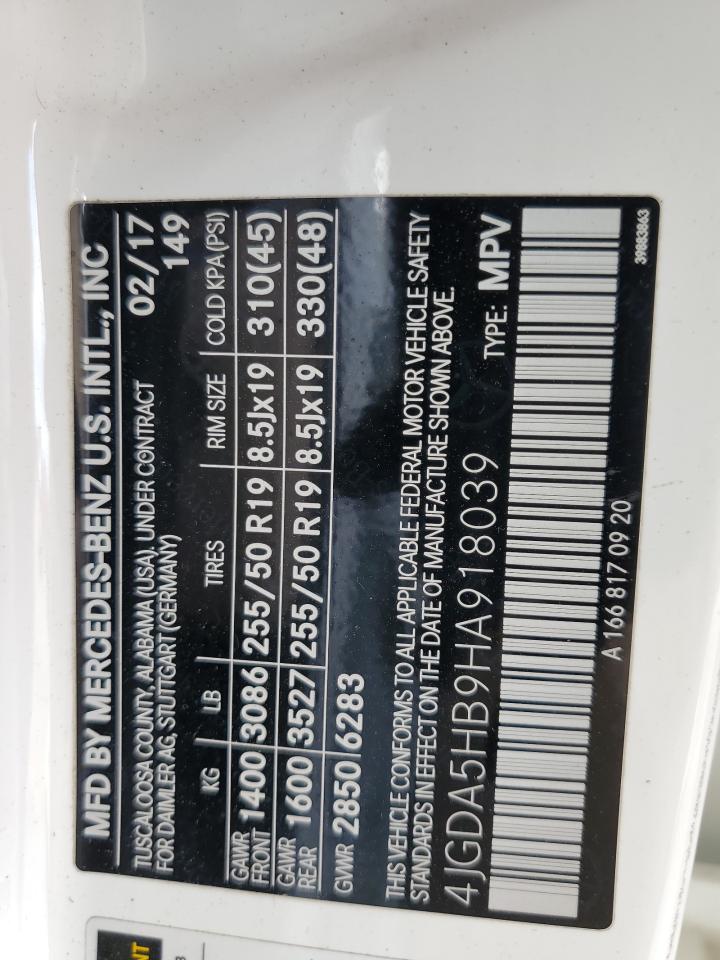 MFD BY MERCEDES-BENZ U.S. INTL., INC
TUSCALOOSA COUNTY, ALABAMA (USA), UNDER CONTRACT 02/17
FOR DAIMLER AG, STUTTGART (GERMANY) 149
KG LB TIRES RIM SIZE COLD KPA(PSI)
GAWR FRONT 1400 3086 255/50 R19 8.5Jx19 310(45)
GAWR REAR 1600 3527 255/50 R19 8.5Jx19 330(48)
GVWR 2850 6283
THIS VEHICLE CONFORMS TO ALL APPLICABLE FEDERAL MOTOR VEHICLE SAFETY
STANDARDS IN EFFECT ON THE DATE OF MANUFACTURE SHOWN ABOVE.
4JGDA5HB9HA918039 TYPE: MPV
A 166 817 09 20 39883863